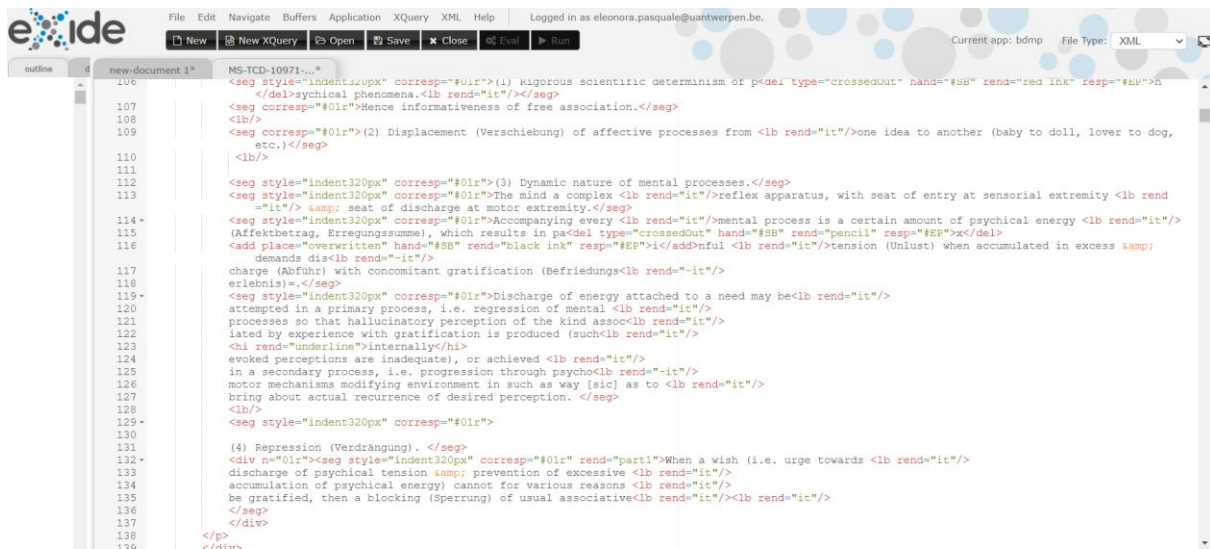 eXide
File Edit Navigate Buffers Application XQuery XML Help Logged in as eleonora.pasquale@uantwerpen.be.
New New XQuery Open Save Close Eval Run Current app: bdmp File Type: XML
outline d new-document 1* MS-TCD-10971-...*
106 <seg style="indent320px" corresp="#01r">(1) Rigorous scientific determinism of p<del type="crossedOut" hand="#SB" rend="red ink" resp="#EP">h
</del>sychical phenomena.<lb rend="it"/></seg>
107 <seg corresp="#01r">Hence informativeness of free association.</seg>
108 <lb/>
109 <seg corresp="#01r">(2) Displacement (Verschiebung) of affective processes from <lb rend="it"/>one idea to another (baby to doll, lover to dog,
etc.)</seg>
110 <lb/>
111
112 <seg style="indent320px" corresp="#01r">(3) Dynamic nature of mental processes.</seg>
113 <seg style="indent320px" corresp="#01r">The mind a complex <lb rend="it"/>reflex apparatus, with seat of entry at sensorial extremity <lb rend
="it"/> &amp; seat of discharge at motor extremity.</seg>
114 <seg style="indent320px" corresp="#01r">Accompanying every <lb rend="it"/>mental process is a certain amount of psychical energy <lb rend="it"/>
115 (Affektbetrag, Erregungssumme), which results in pa<del type="crossedOut" hand="#SB" rend="pencil" resp="#EP">x</del>
116 <add place="overwritten" hand="#SB" rend="black ink" resp="#EP">i</add>nful <lb rend="it"/>tension (Unlust) when accumulated in excess &amp;
demands dis<lb rend="-it"/>
117 charge (Abfuhr) with concomitant gratification (Befriedungs<lb rend="-it"/>
118 erlebnis)=.</seg>
119 <seg style="indent320px" corresp="#01r">Discharge of energy attached to a need may be<lb rend="it"/>
120 attempted in a primary process, i.e. regression of mental <lb rend="it"/>
121 processes so that hallucinatory perception of the kind assoc<lb rend="it"/>
122 iated by experience with gratification is produced (such<lb rend="it"/>
123 <hi rend="underline">internally</hi>
124 evoked perceptions are inadequate), or achieved <lb rend="it"/>
125 in a secondary process, i.e. progression through psycho<lb rend="-it"/>
126 motor mechanisms modifying environment in such as way [sic] as to <lb rend="it"/>
127 bring about actual recurrence of desired perception. </seg>
128 <lb/>
129 <seg style="indent320px" corresp="#01r">
130
131 (4) Repression (Verdrängung). </seg>
132 <div n="01r"><seg style="indent320px" corresp="#01r" rend="part1">When a wish (i.e. urge towards <lb rend="it"/>
133 discharge of psychical tension &amp; prevention of excessive <lb rend="it"/>
134 accumulation of psychical energy) cannot for various reasons <lb rend="it"/>
135 be gratified, then a blocking (Sperrung) of usual associative<lb rend="it"/><lb rend="it"/>
136 </seg>
137 </div>
138 </p>
139 </div>